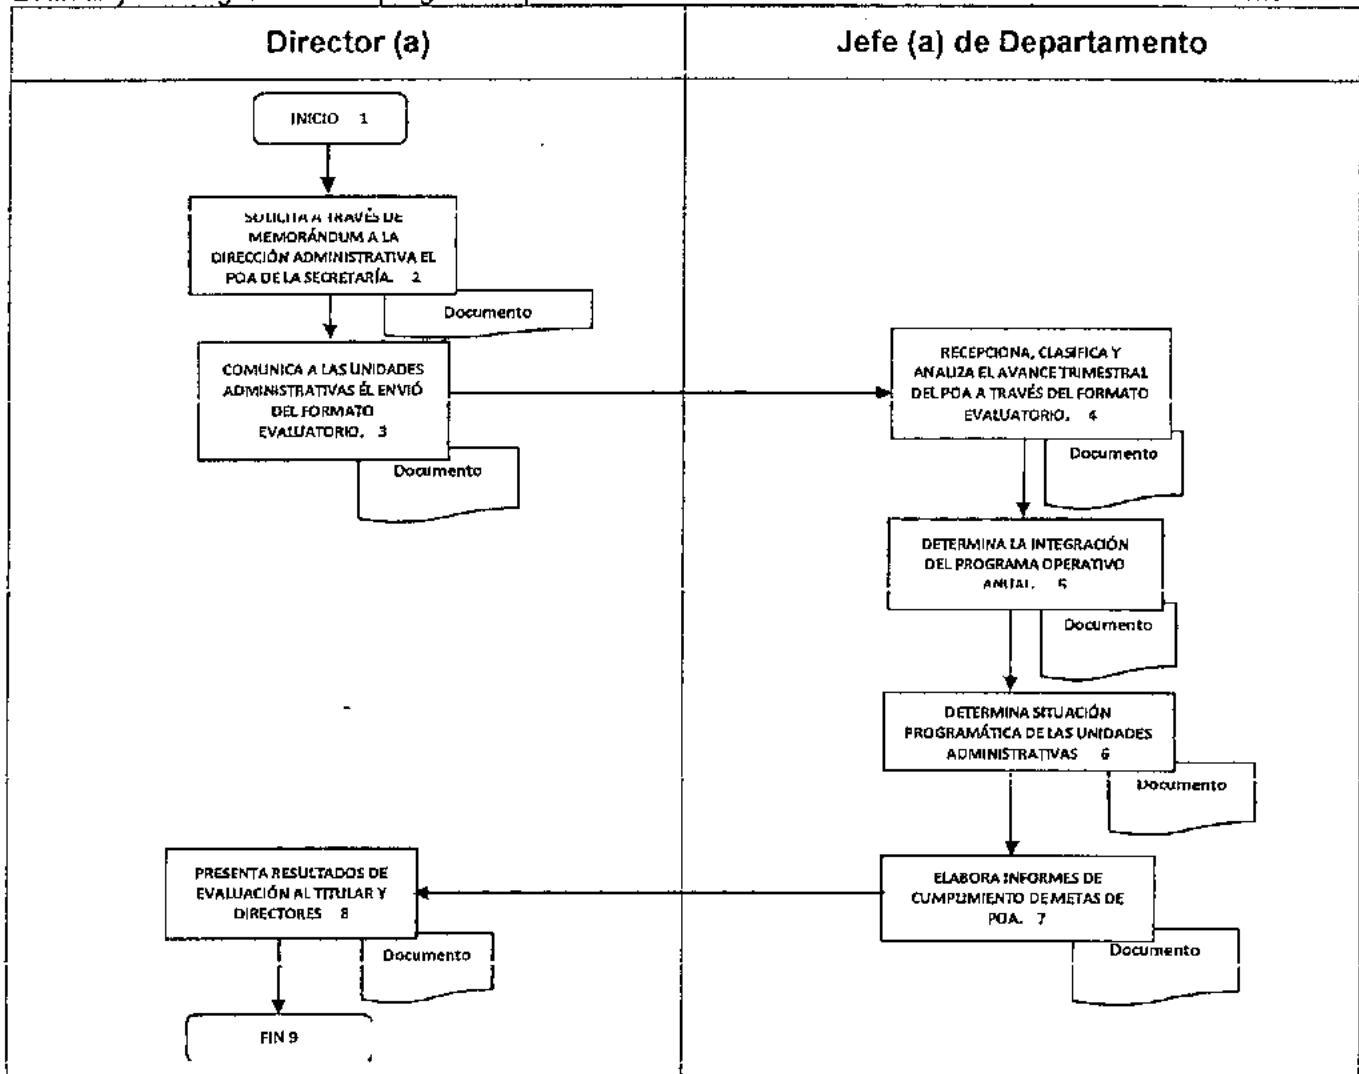 Director (a)
Jefe (a) de Departamento
INICIO 1
SOLICITA A TRAVÉS DE
MEMORÁNDUM A LA
DIRECCIÓN ADMINISTRATIVA EL
POA DE LA SECRETARÍA. 2
Documento
COMUNICA A LAS UNIDADES
ADMINISTRATIVAS ÉL ENVIÓ
DEL FORMATO
EVALUATORIO. 3
Documento
RECEPCIONA, CLASIFICA Y
ANALIZA EL AVANCE TRIMESTRAL
DEL POA A TRAVÉS DEL FORMATO
EVALUATORIO. 4
Documento
DETERMINA LA INTEGRACIÓN
DEL PROGRAMA OPERATIVO
ANUAL. 5
Documento
DETERMINA SITUACIÓN
PROGRAMÁTICA DE LAS UNIDADES
ADMINISTRATIVAS 6
Documento
ELABORA INFORMES DE
CUMPLIMIENTO DE METAS DE
POA. 7
Documento
PRESENTA RESULTADOS DE
EVALUACIÓN AL TITULAR Y
DIRECTORES 8
Documento
FIN 9